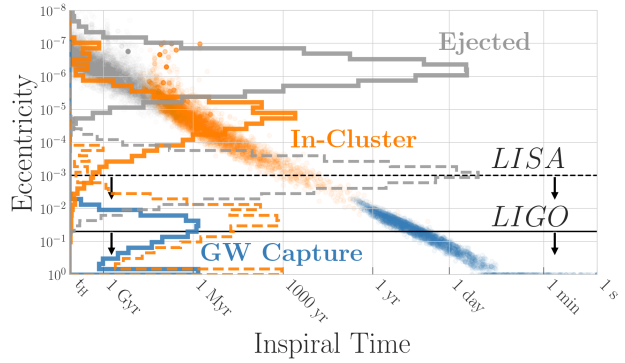 10⁻⁸
10⁻⁷
10⁻⁶
10⁻⁵
10⁻⁴
10⁻³
10⁻²
10⁻¹
10⁰
Eccentricity
Ejected
In-Cluster
LISA
LIGO
GW Capture
t_H
1 Gyr
1 Myr
1000 yr
1 yr
1 day
1 min
1 s
Inspiral Time